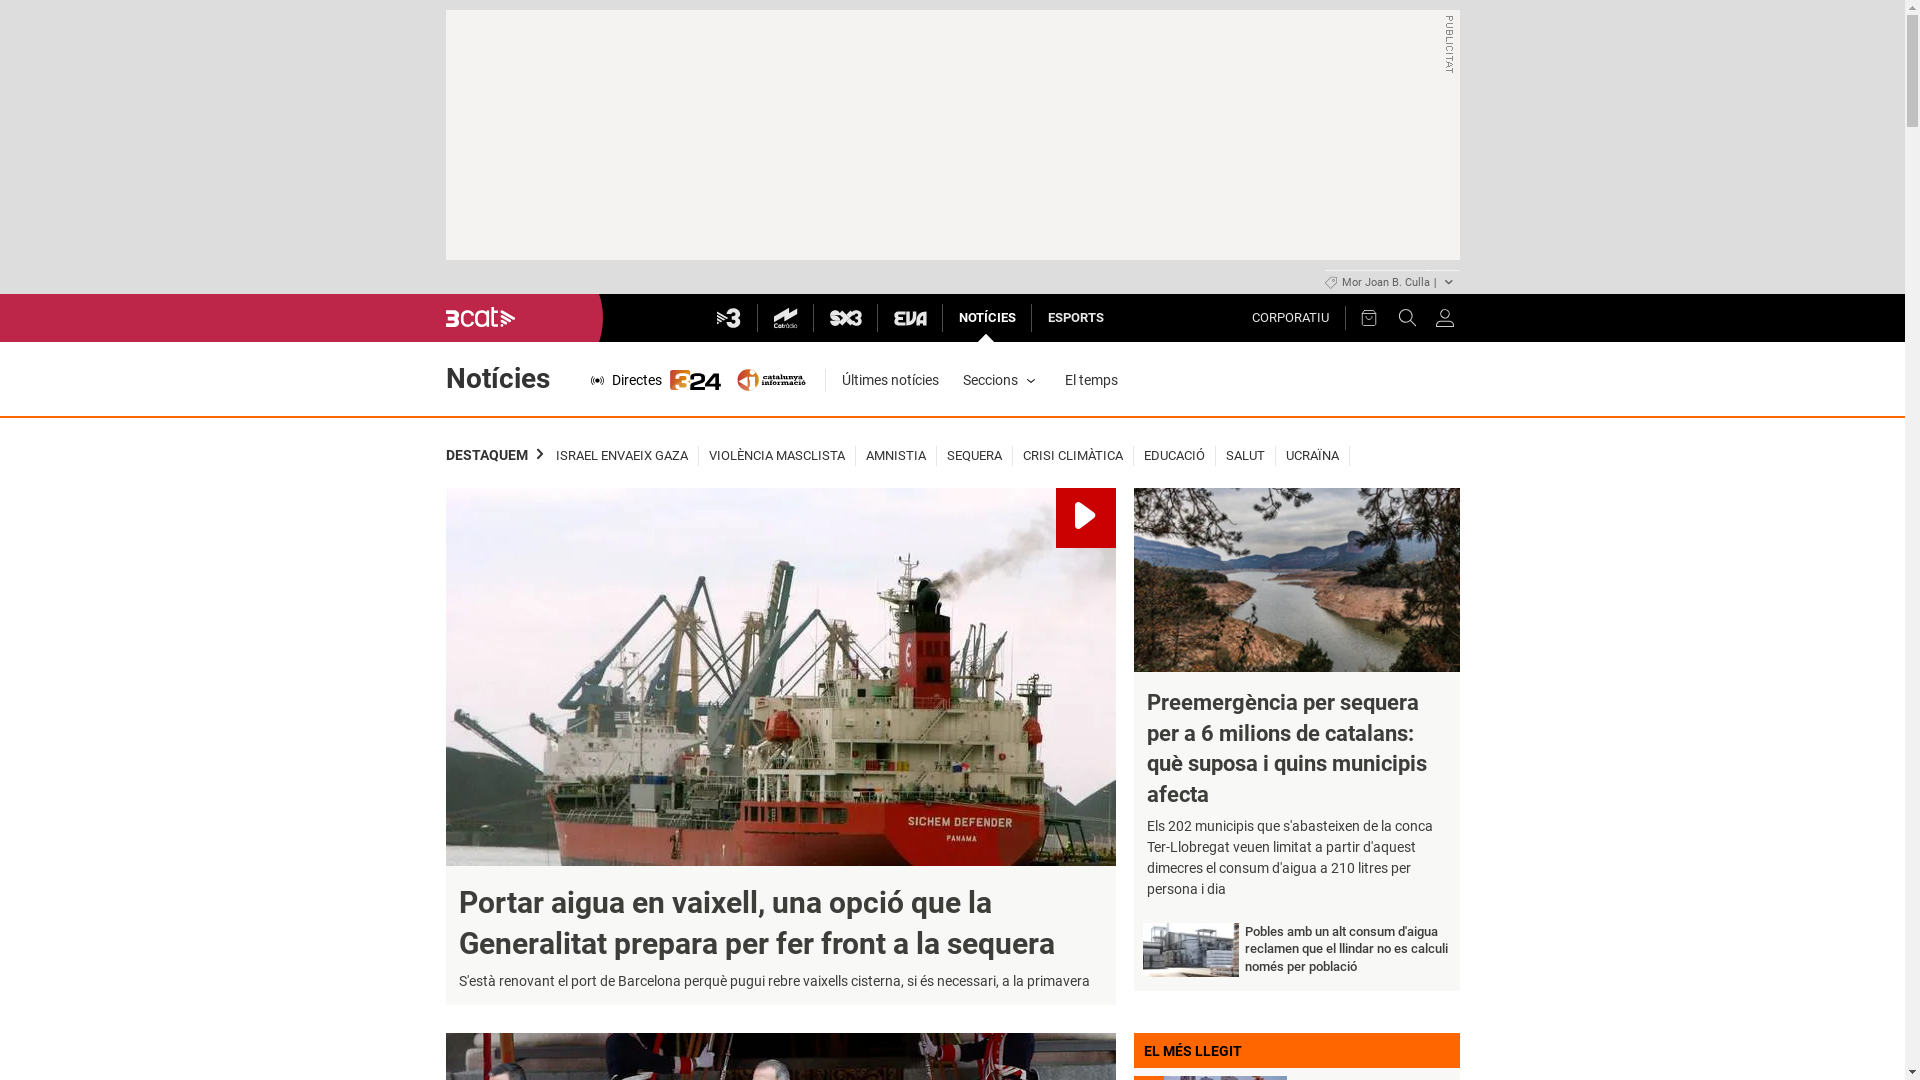 PUBLICITAT
Mor Joan B. Culla |
3cat
3
Catràdio
SX3
EVA
NOTÍCIES
ESPORTS
CORPORATIU
Notícies
Directes
324
catalunya
informació
Últimes notícies
Seccions
El temps
DESTAQUEM
ISRAEL ENVAEIX GAZA
VIOLÈNCIA MASCLISTA
AMNISTIA
SEQUERA
CRISI CLIMÀTICA
EDUCACIÓ
SALUT
UCRAÏNA
SICHEM DEFENDER
PANAMA
Portar aigua en vaixell, una opció que la
Generalitat prepara per fer front a la sequera
S'està renovant el port de Barcelona perquè pugui rebre vaixells cisterna, si és necessari, a la primavera
Preemergència per sequera
per a 6 milions de catalans:
què suposa i quins municipis
afecta
Els 202 municipis que s'abasteixen de la conca
Ter-Llobregat veuen limitat a partir d'aquest
dimecres el consum d'aigua a 210 litres per
persona i dia
Pobles amb un alt consum d'aigua
reclamen que el llindar no es calculi
només per població
EL MÉS LLEGIT